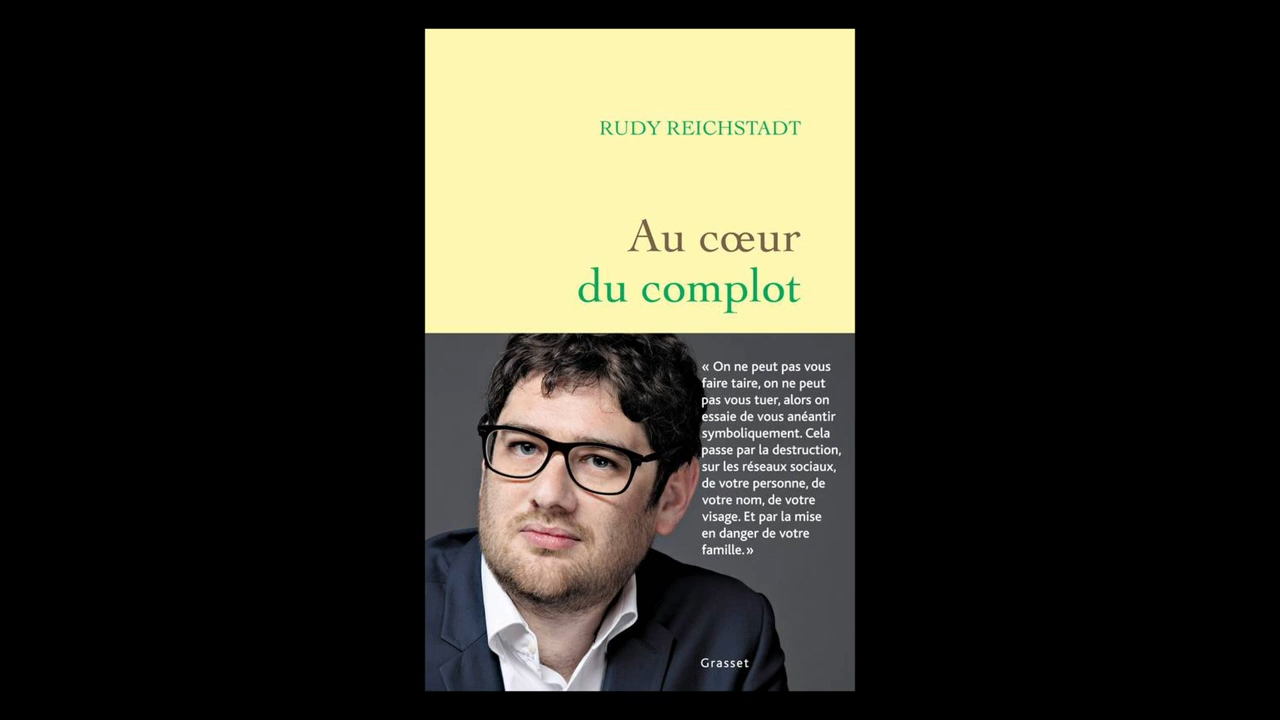 RUDY REICHSTADT
Au cœur
du complot
« On ne peut pas vous
faire taire, on ne peut
pas vous tuer, alors on
essaie de vous anéantir
symboliquement. Cela
passe par la destruction,
sur les réseaux sociaux,
de votre personne, de
votre nom, de votre
visage. Et par la mise
en danger de votre
famille. »
Grasset